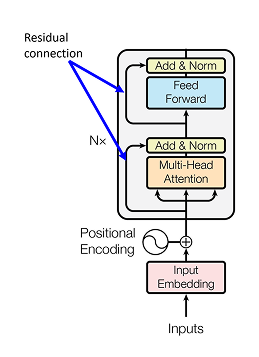 Residual
connection
Add & Norm
Feed
Forward
N×
Add & Norm
Multi-Head
Attention
Positional
Encoding
Input
Embedding
Inputs